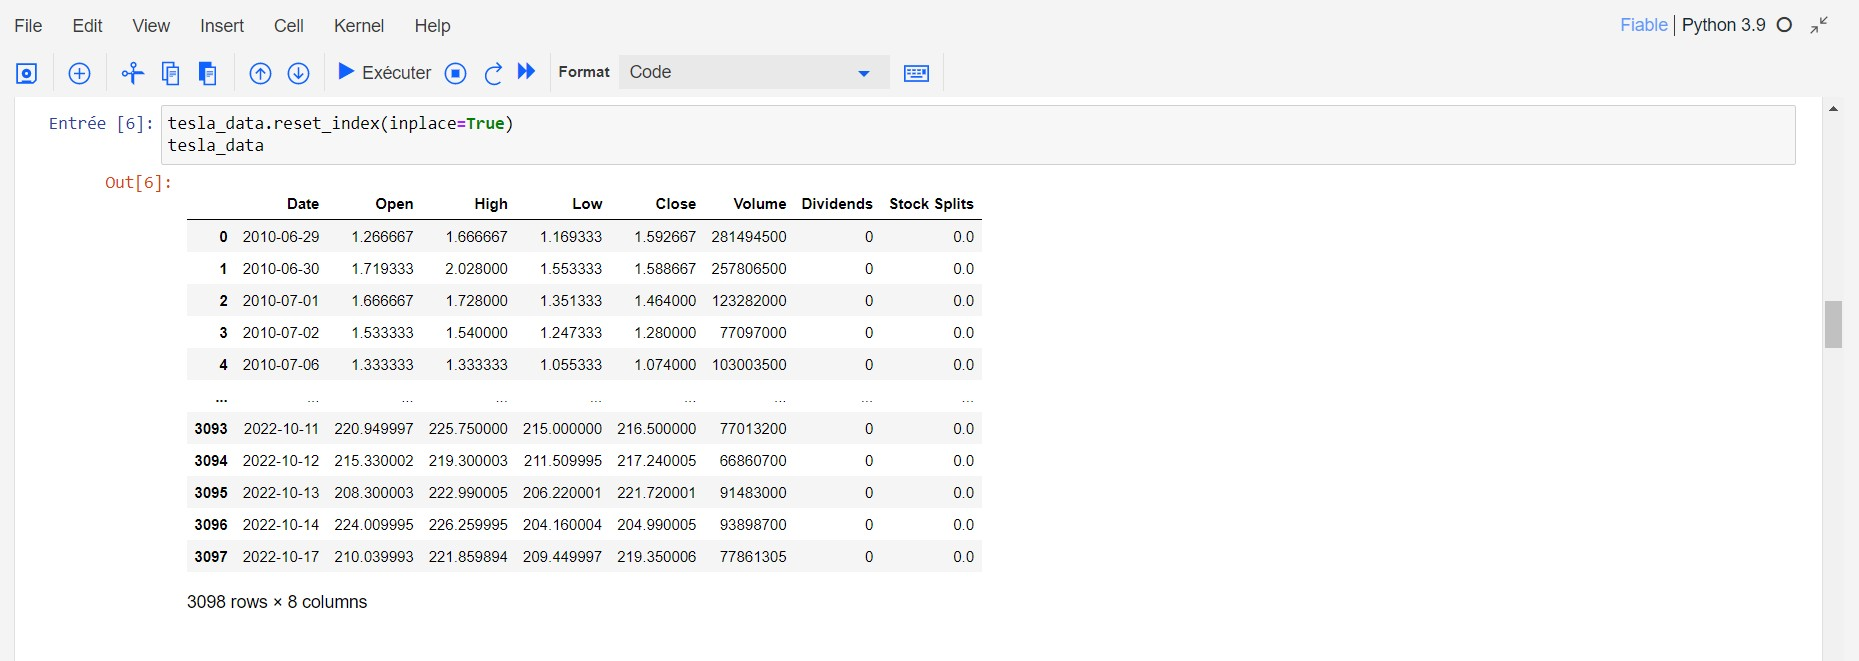 File Edit View Insert Cell Kernel Help Fiable Python 3.9
Exécuter Format Code
Entrée [6]: tesla_data.reset_index(inplace=True)
tesla_data
Out[6]:
Date Open High Low Close Volume Dividends Stock Splits
0 2010-06-29 1.266667 1.666667 1.169333 1.592667 281494500 0 0.0
1 2010-06-30 1.719333 2.028000 1.553333 1.588667 257806500 0 0.0
2 2010-07-01 1.666667 1.728000 1.351333 1.464000 123282000 0 0.0
3 2010-07-02 1.533333 1.540000 1.247333 1.280000 77097000 0 0.0
4 2010-07-06 1.333333 1.333333 1.055333 1.074000 103003500 0 0.0
... ... ... ... ... ... ... ... ...
3093 2022-10-11 220.949997 225.750000 215.000000 216.500000 77013200 0 0.0
3094 2022-10-12 215.330002 219.300003 211.509995 217.240005 66860700 0 0.0
3095 2022-10-13 208.300003 222.990005 206.220001 221.720001 91483000 0 0.0
3096 2022-10-14 224.009995 226.259995 204.160004 204.990005 93898700 0 0.0
3097 2022-10-17 210.039993 221.859894 209.449997 219.350006 77861305 0 0.0
3098 rows × 8 columns